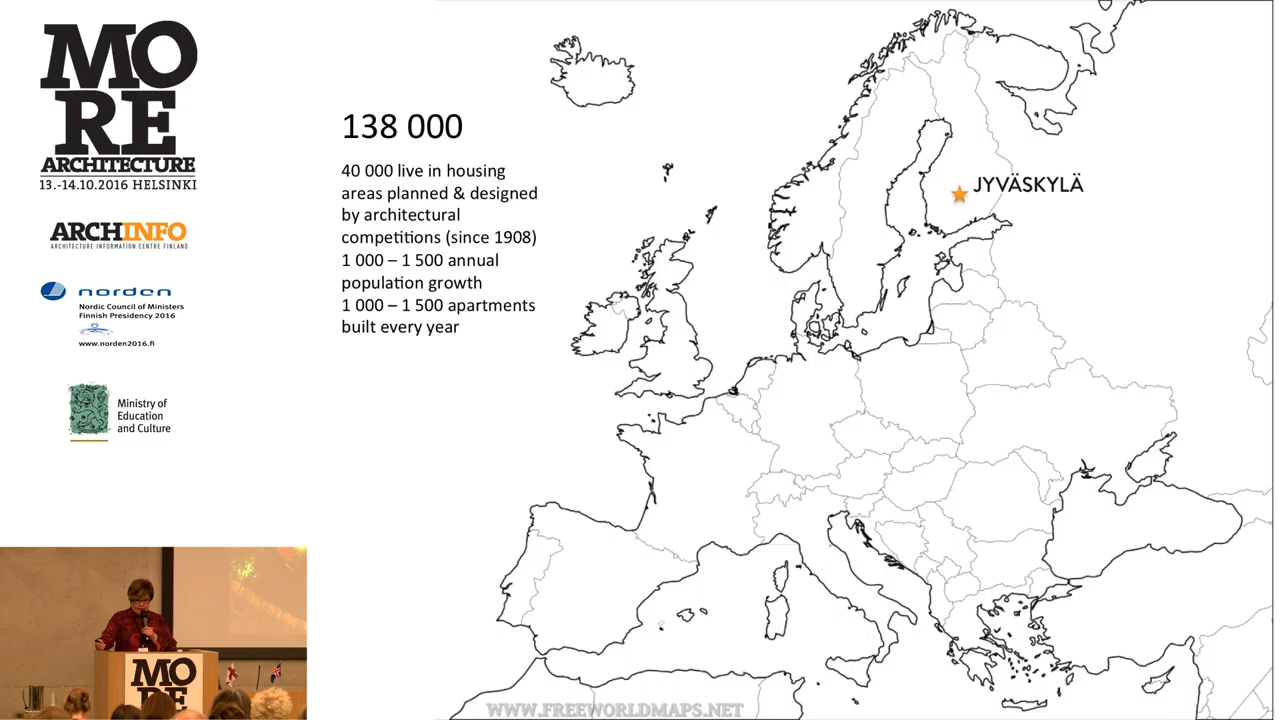 MO
RE
ARCHITECTURE
13.-14.10.2016 HELSINKI
ARCHINFO
ARCHITECTURE INFORMATION CENTRE FINLAND
norden
Nordic Council of Ministers
Finnish Presidency 2016
www.norden2016.fi
Ministry of
Education
and Culture
138 000
40 000 live in housing
areas planned & designed
by architectural
competitions (since 1908)
1 000 – 1 500 annual
population growth
1 000 – 1 500 apartments
built every year
JYVÄSKYLÄ
WWW.FREEWORLDMAPS.NET
MO
RE